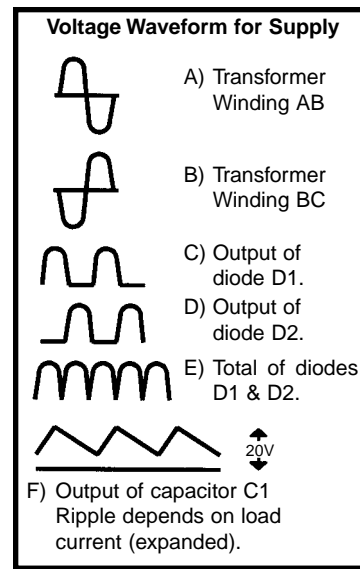 Voltage Waveform for Supply
A) Transformer
Winding AB
B) Transformer
Winding BC
C) Output of
diode D1.
D) Output of
diode D2.
E) Total of diodes
D1 & D2.
20V
F) Output of capacitor C1
Ripple depends on load
current (expanded).